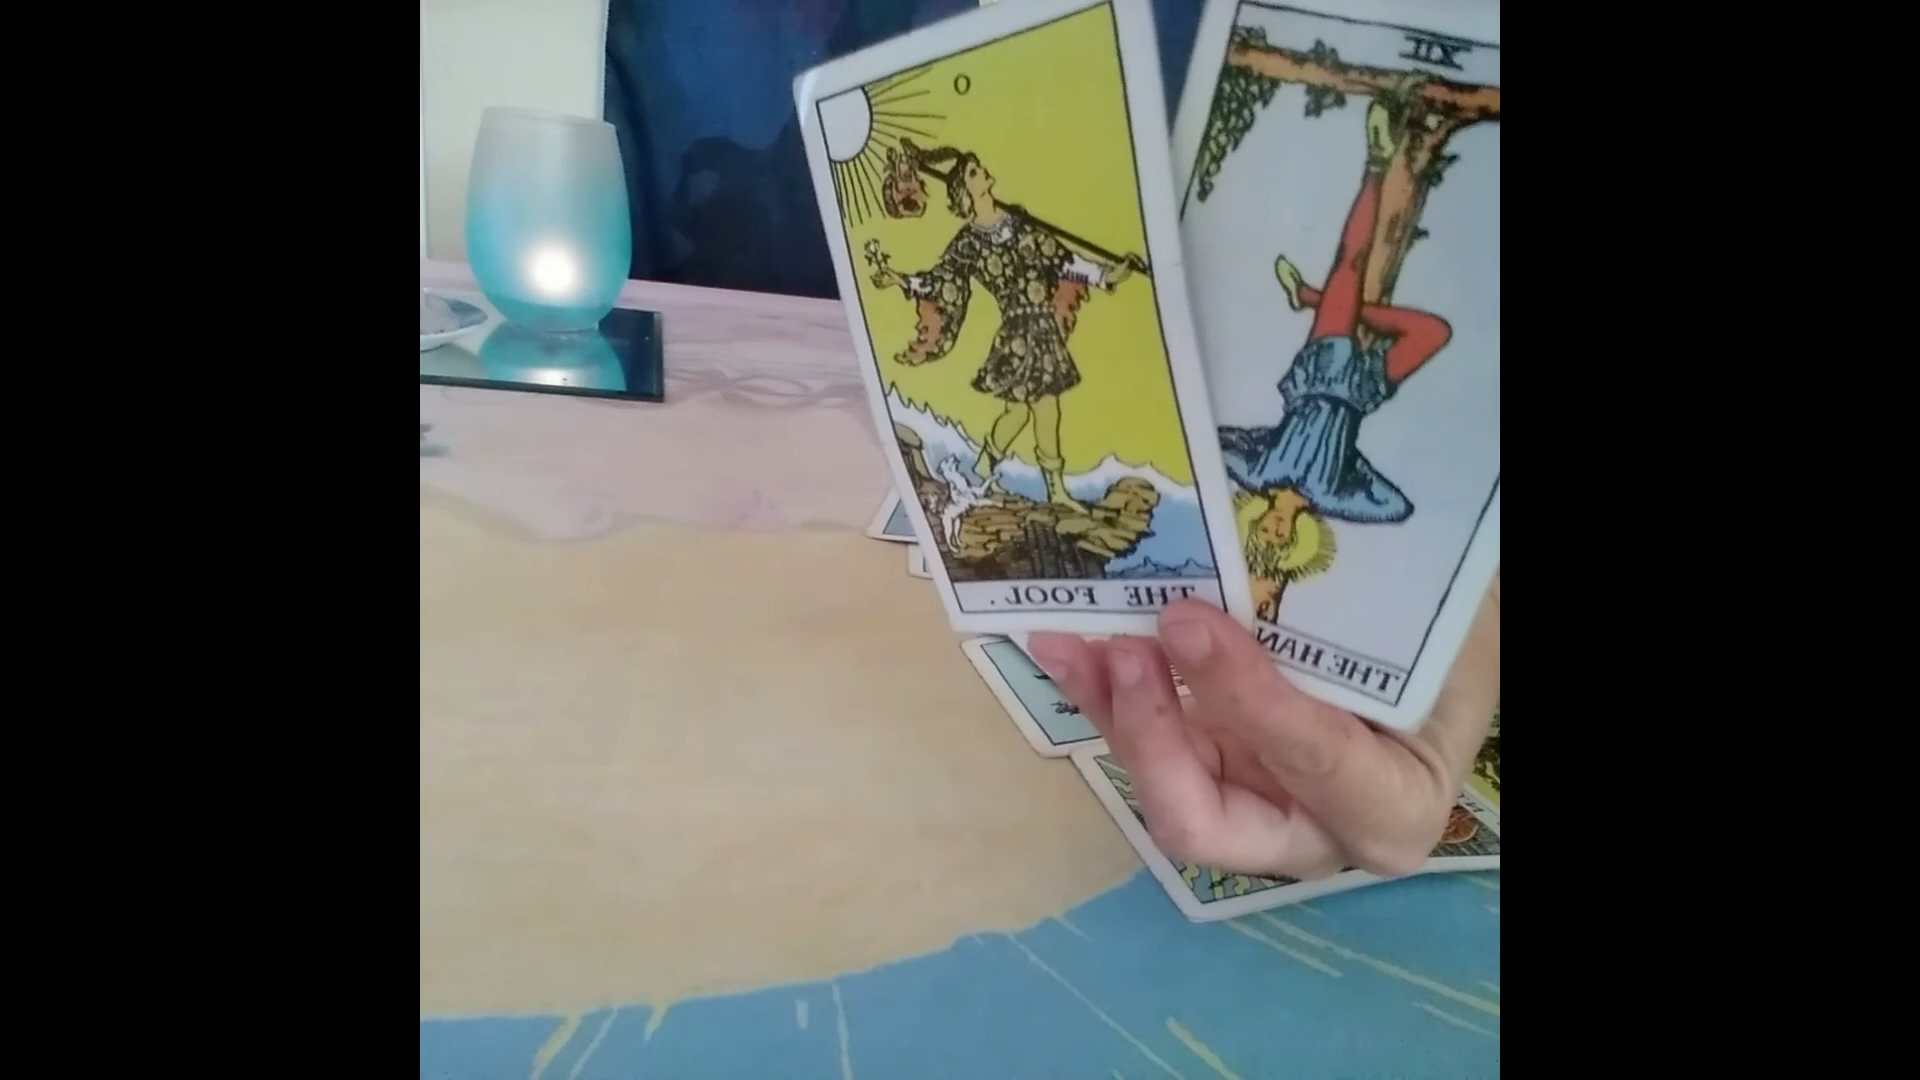 0
THE FOOL.
XII
THE HAN